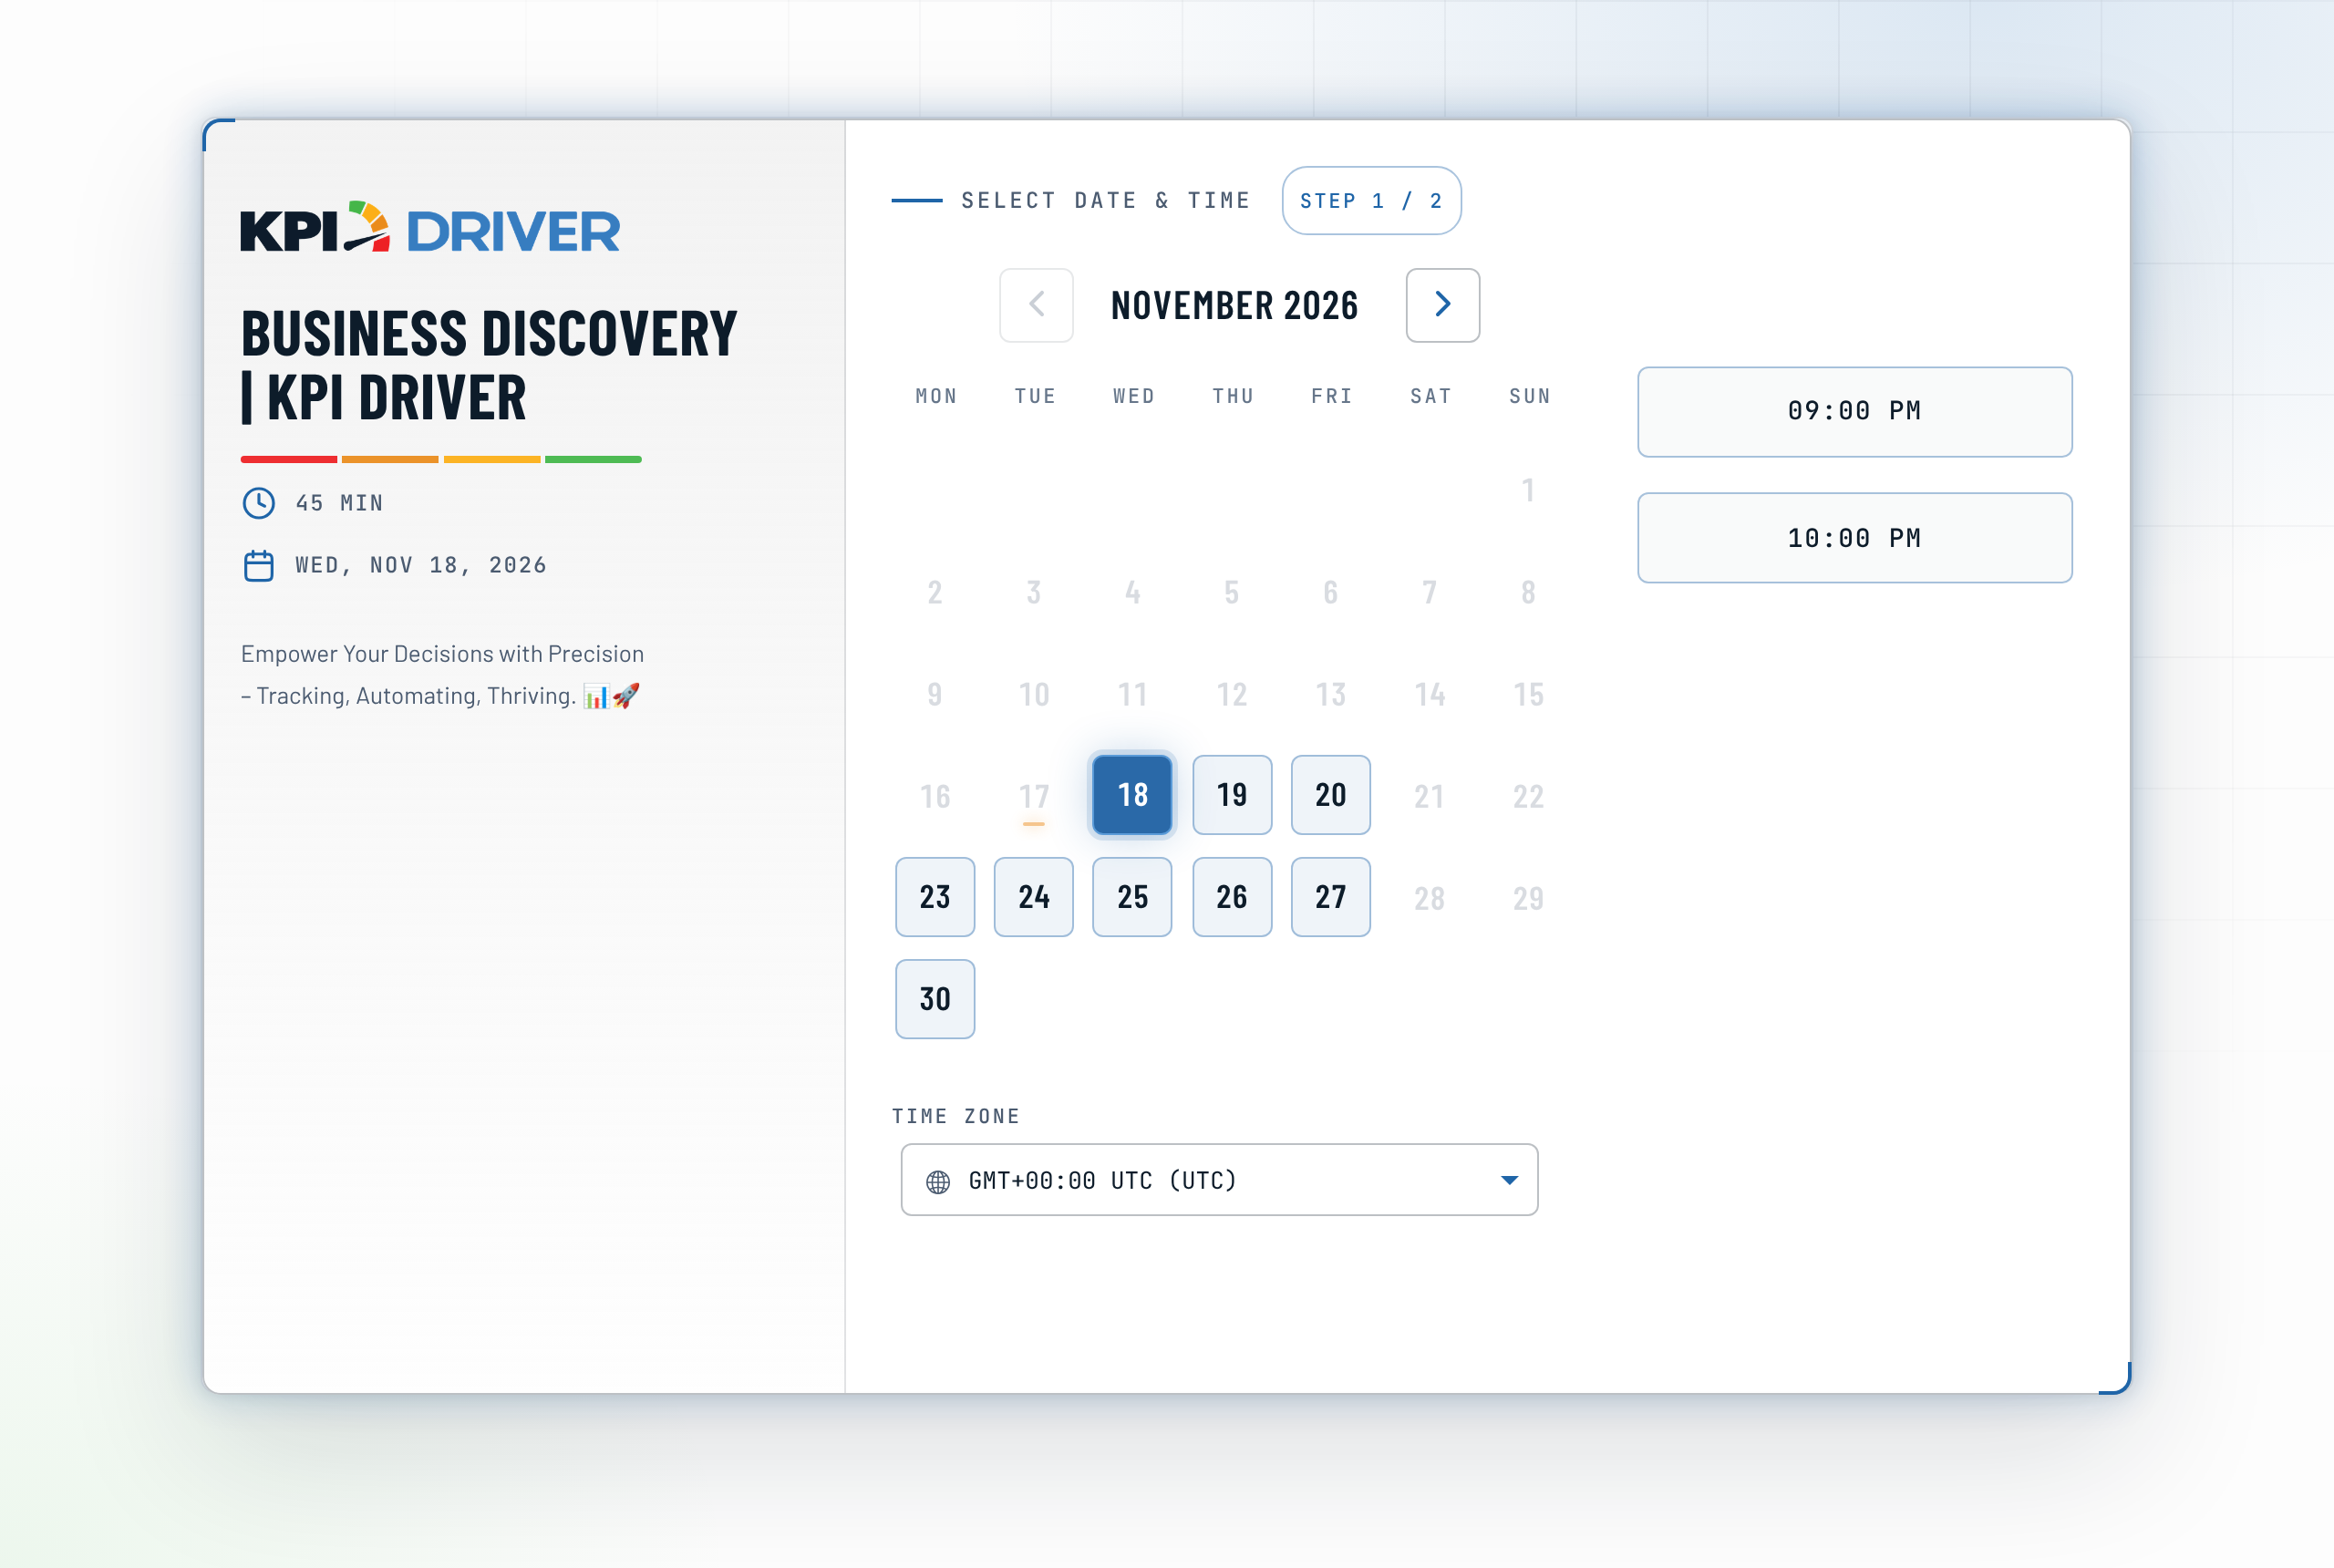 KPI DRIVER
BUSINESS DISCOVERY
| KPI DRIVER
45 MIN
WED, NOV 18, 2026
Empower Your Decisions with Precision
– Tracking, Automating, Thriving. 📊🚀
SELECT DATE & TIME STEP 1 / 2
NOVEMBER 2026
MON TUE WED THU FRI SAT SUN
1
2 3 4 5 6 7 8
9 10 11 12 13 14 15
16 17 18 19 20 21 22
23 24 25 26 27 28 29
30
TIME ZONE
GMT+00:00 UTC (UTC)
09:00 PM
10:00 PM